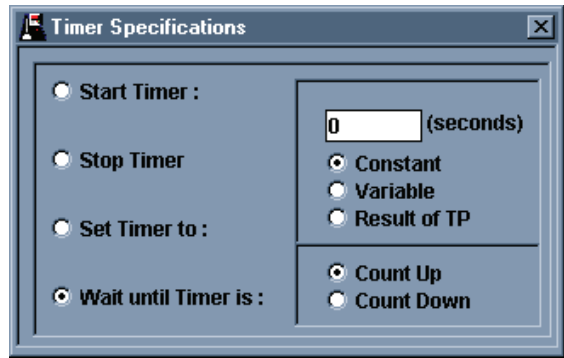 Timer Specifications
Start Timer :
0 (seconds)
Stop Timer
Constant
Variable
Set Timer to :
Result of TP
Wait until Timer is :
Count Up
Count Down